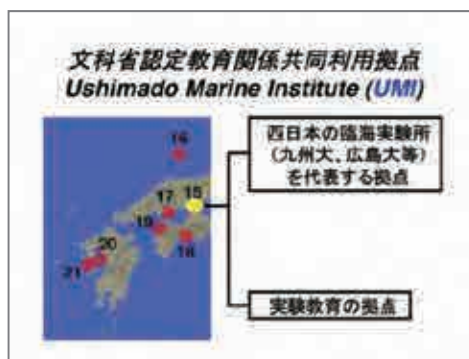 文科省認定教育関係共同利用拠点
Ushimado Marine Institute (UMI)
西日本の臨海実験所
(九州大、広島大等)
を代表する拠点
16
15
17
19
18
20
21
実験教育の拠点